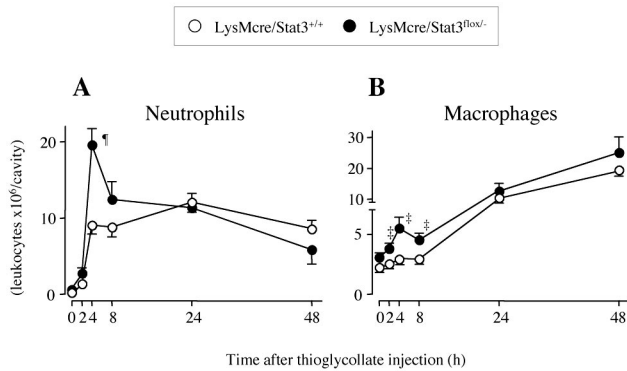 LysMcre/Stat3+/+ LysMcre/Stat3flox/-
A B
Neutrophils Macrophages
(leukocytes x10⁶/cavity)
20
10
0
¶
30
20
10
5
0
‡ ‡ ‡
0 2 4 8 24 48 0 2 4 8 24 48
Time after thioglycollate injection (h)